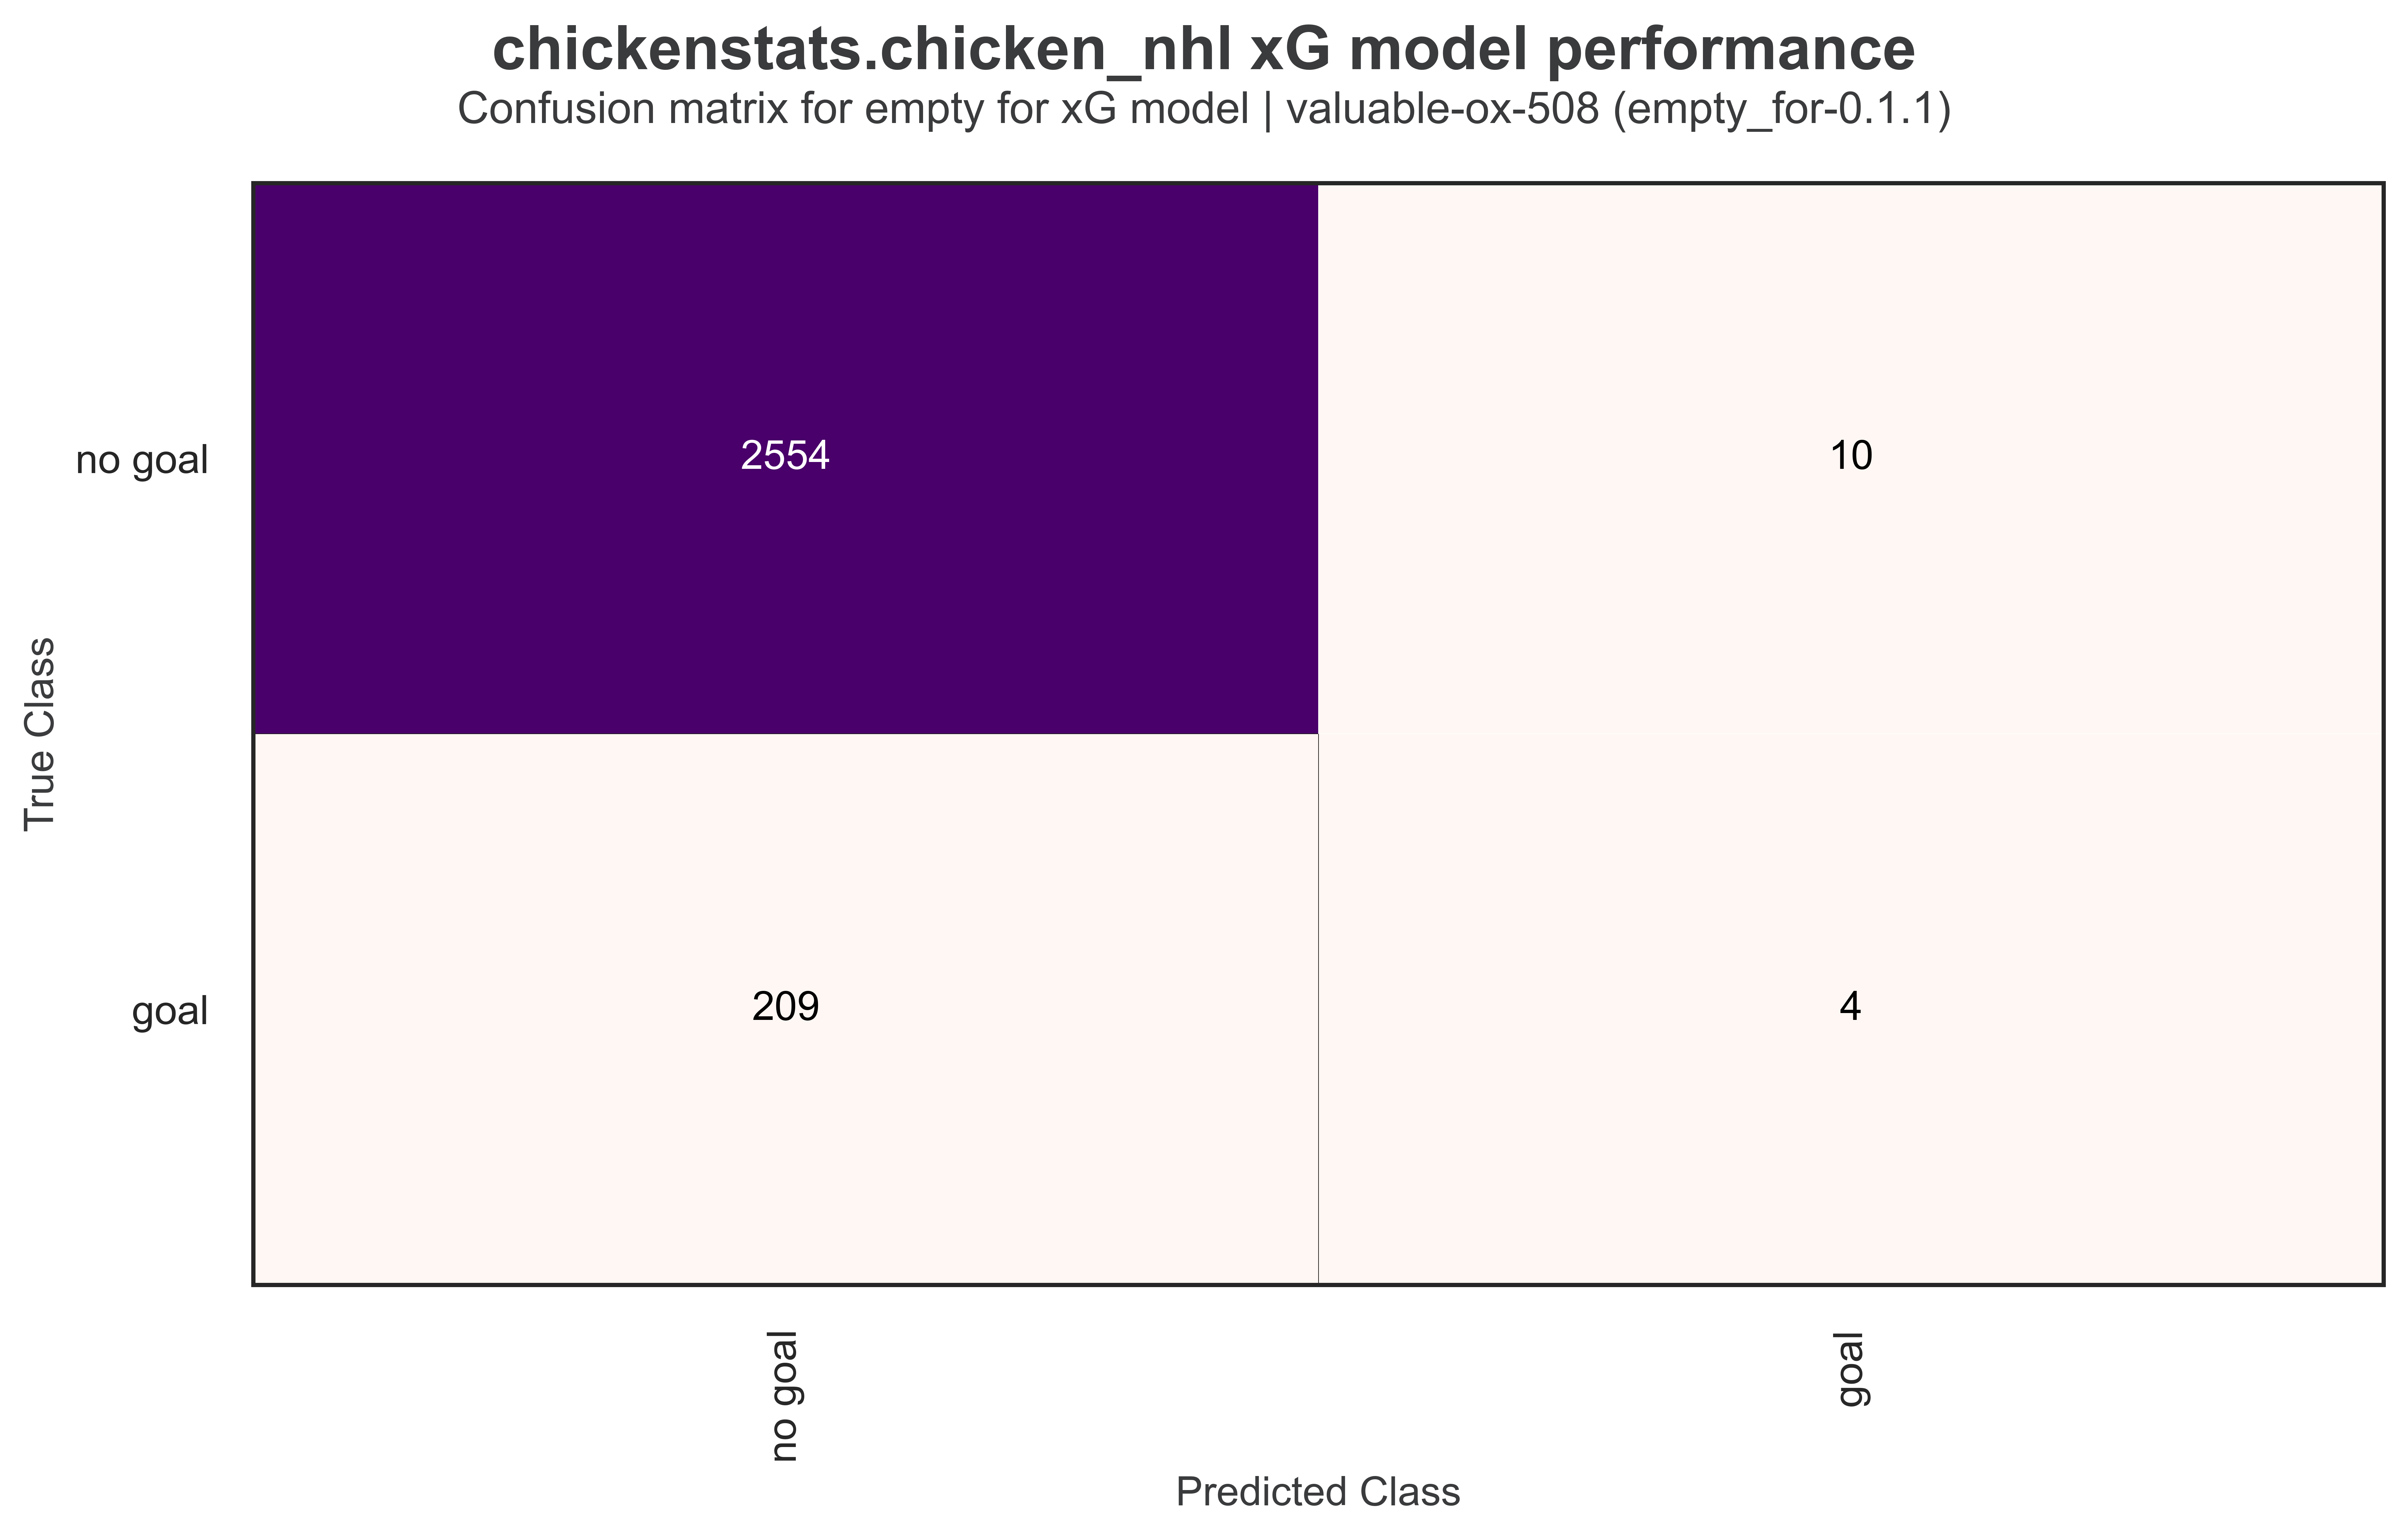 chickenstats.chicken_nhl xG model performance
Confusion matrix for empty for xG model | valuable-ox-508 (empty_for-0.1.1)
True Class
no goal
2554
10
goal
209
4
no goal
goal
Predicted Class